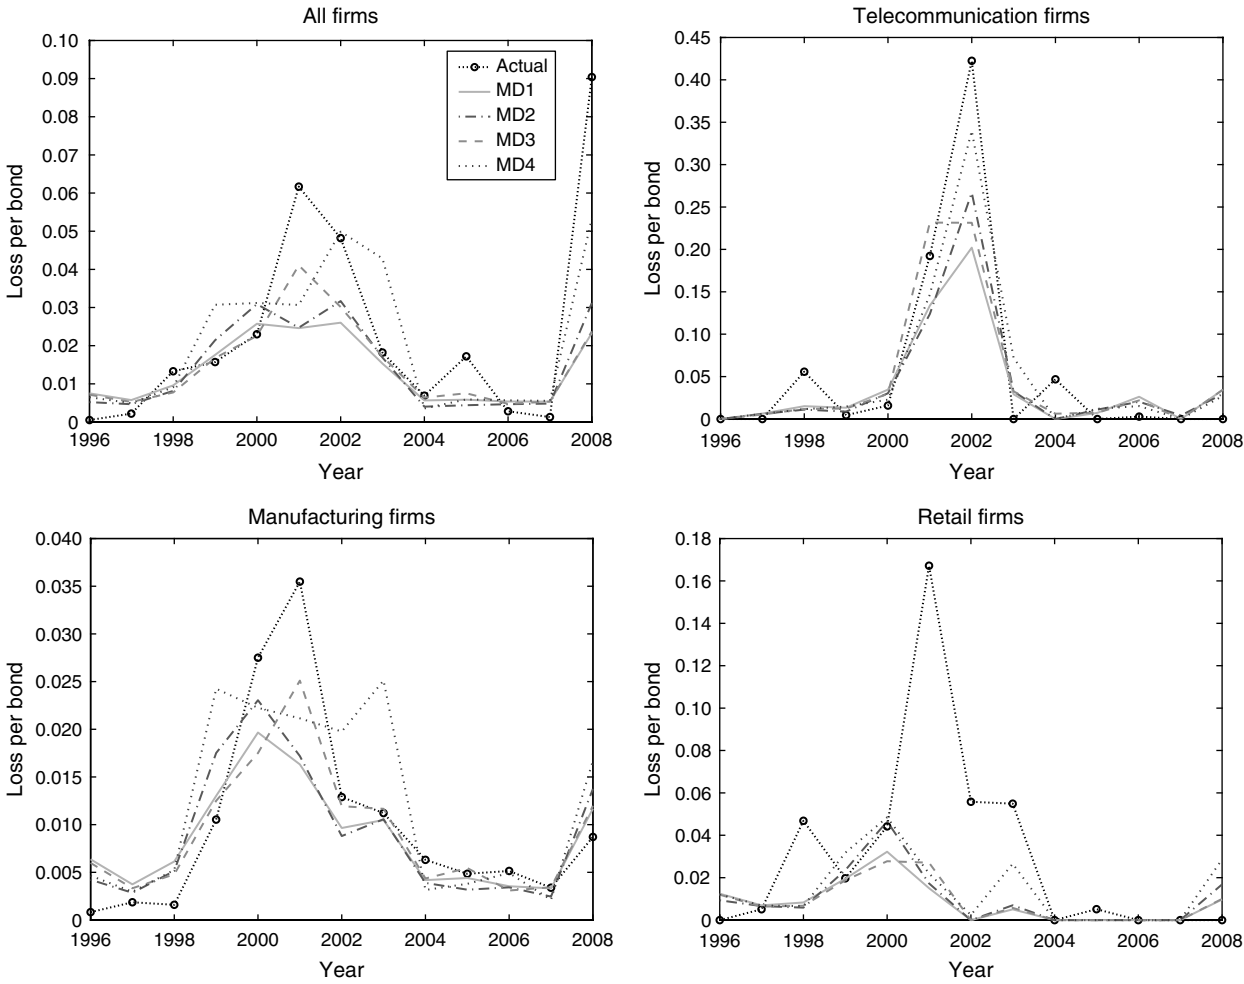 All firms
0.10
0.09
0.08
0.07
0.06
0.05
0.04
0.03
0.02
0.01
0
Loss per bond
Actual
MD1
MD2
MD3
MD4
1996 1998 2000 2002 2004 2006 2008
Year
Telecommunication firms
0.45
0.40
0.35
0.30
0.25
0.20
0.15
0.10
0.05
0
Loss per bond
1996 1998 2000 2002 2004 2006 2008
Year
Manufacturing firms
0.040
0.035
0.030
0.025
0.020
0.015
0.010
0.005
0
Loss per bond
1996 1998 2000 2002 2004 2006 2008
Year
Retail firms
0.18
0.16
0.14
0.12
0.10
0.08
0.06
0.04
0.02
0
Loss per bond
1996 1998 2000 2002 2004 2006 2008
Year